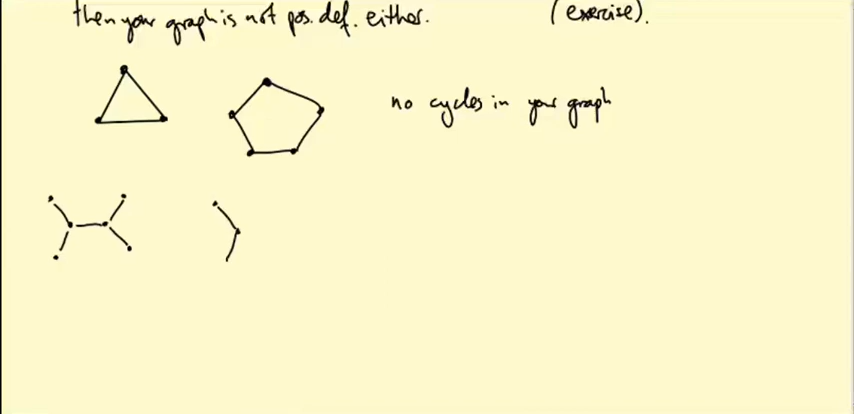 then your graph is not pos. def. either. (exercise).
no cycles in your graph